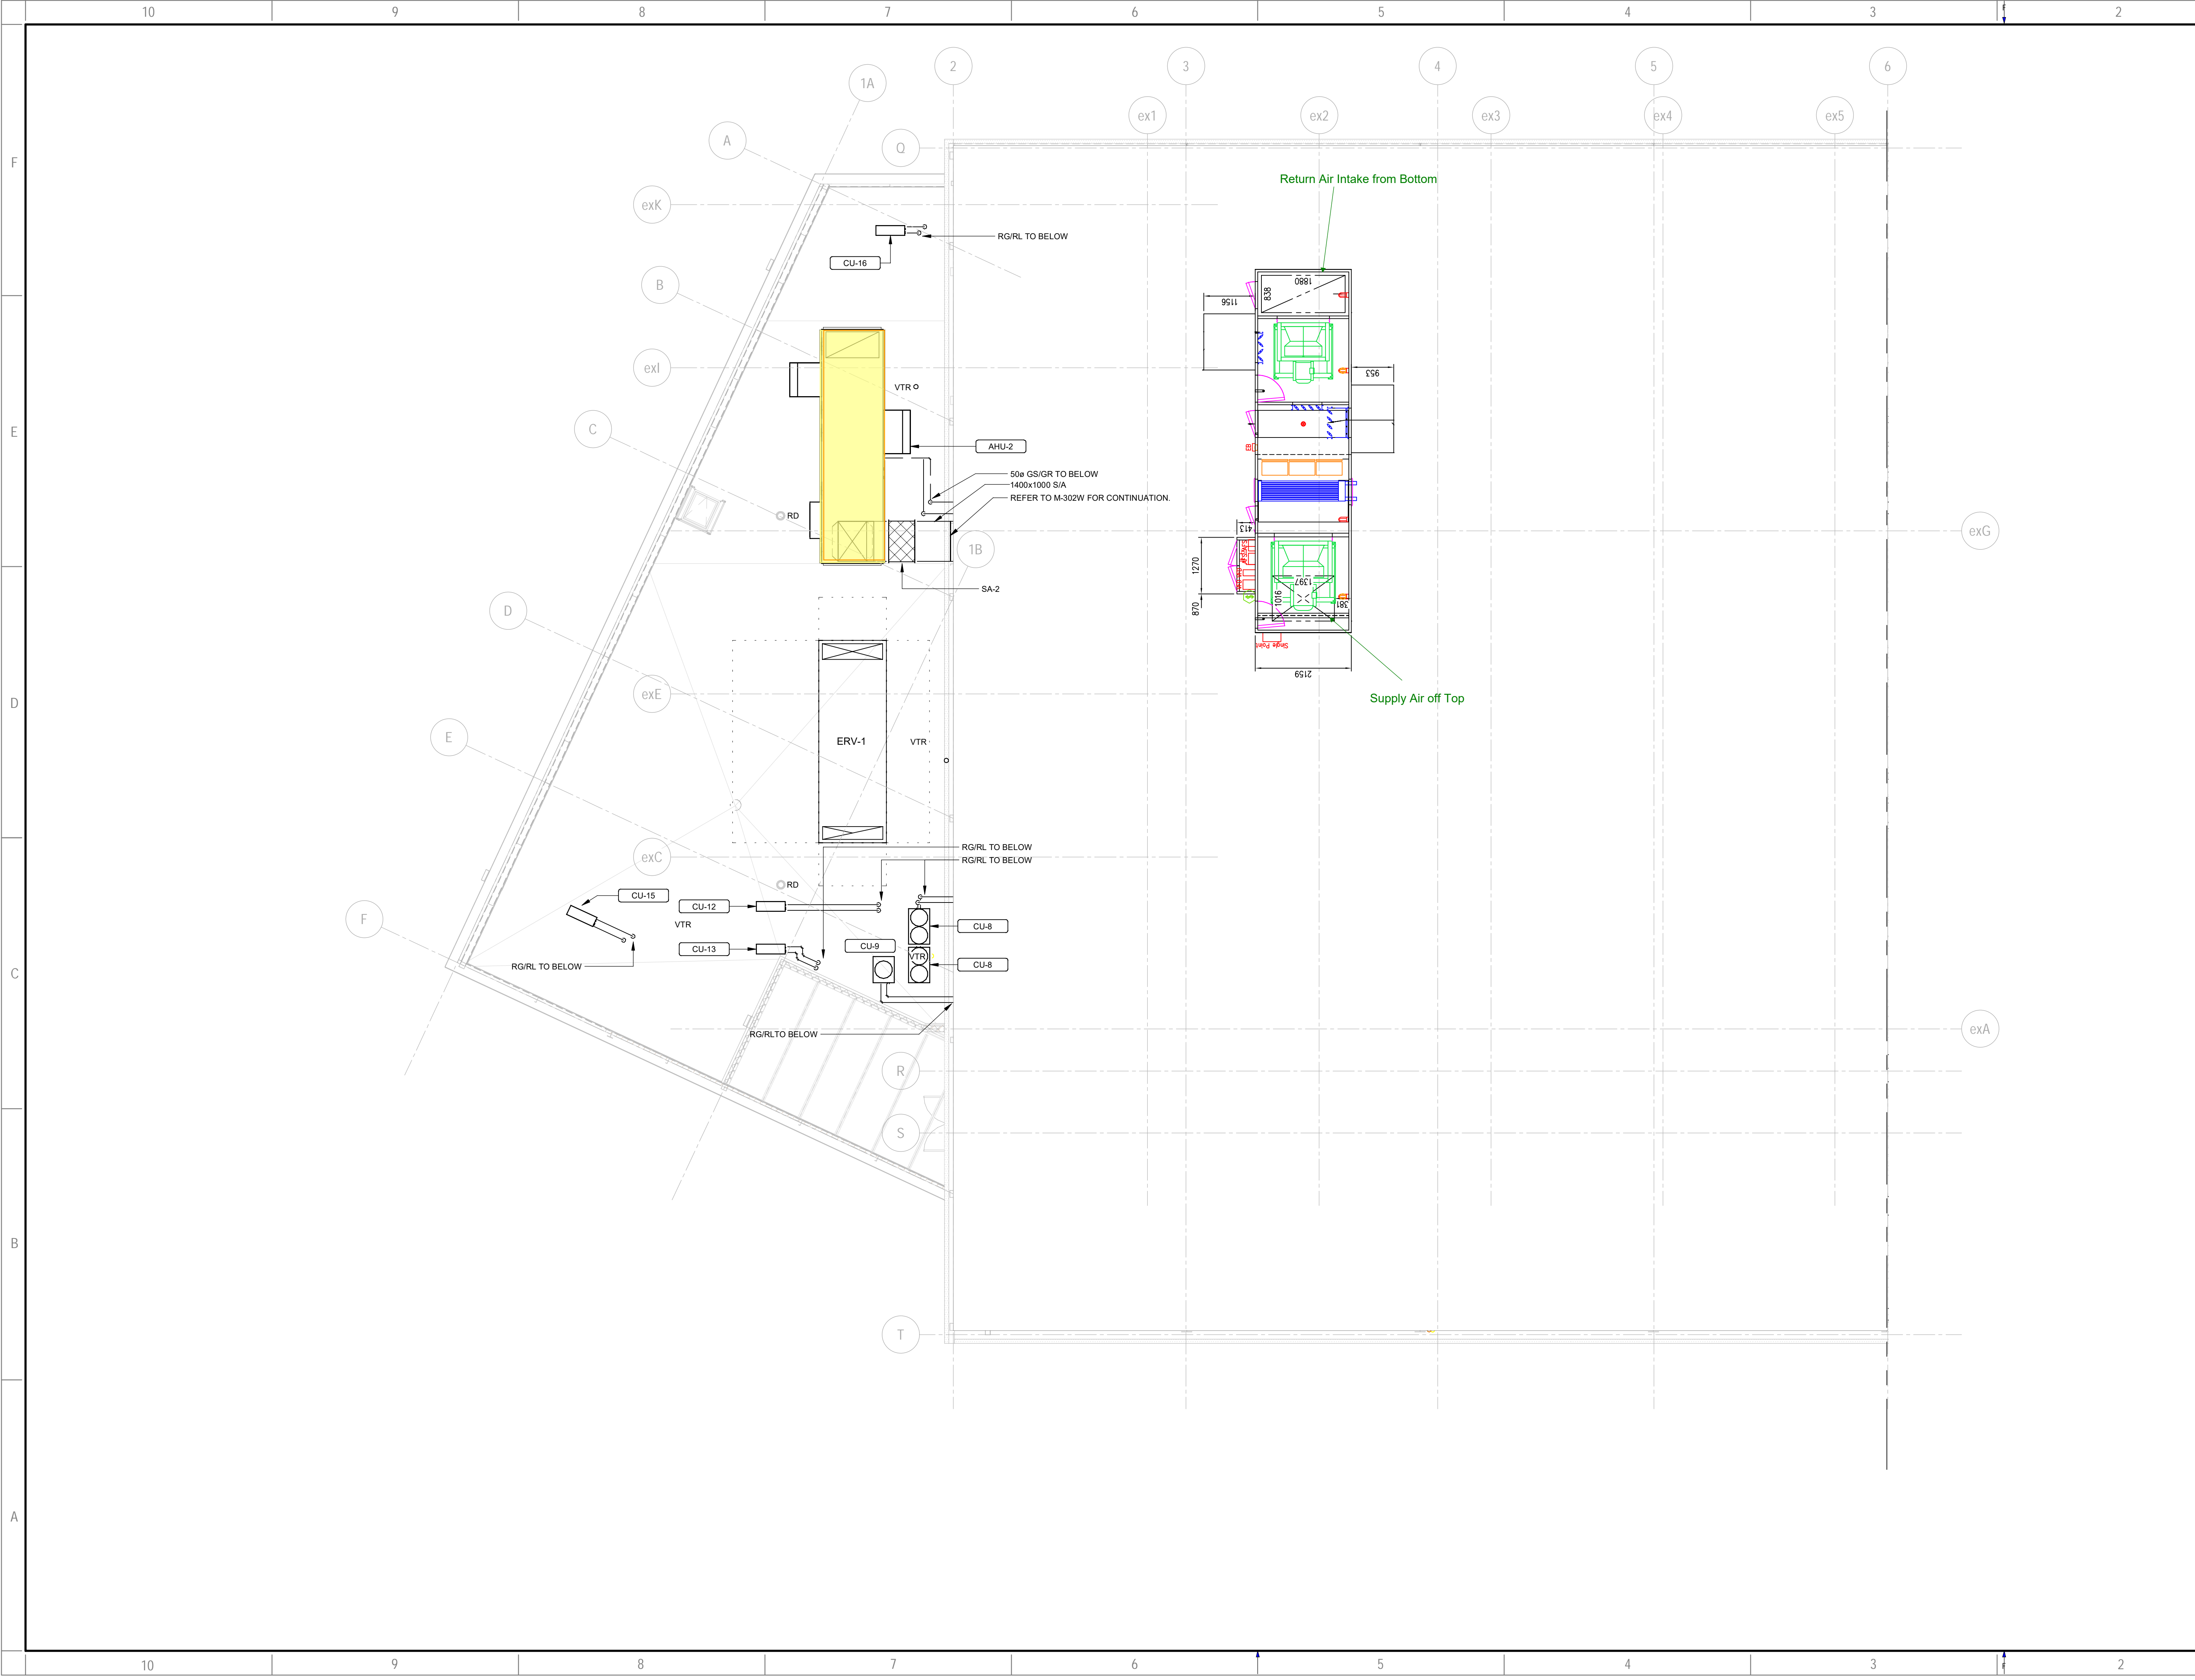 10 9 8 7 6 5 4 3 2
F
2 3 4 5 6
1A
ex1 ex2 ex3 ex4 ex5
A
Q
F
Return Air Intake from Bottom
exK
RG/RL TO BELOW
CU-16
B
1880
838
1156
exI
953
VTR
C
E
AHU-2
50ø GS/GR TO BELOW
1400x1000 S/A
REFER TO M-302W FOR CONTINUATION.
RD
413
exG
1B
1270
1397
SA-2
1016
381
870
D
Single Point
2159
exE
Supply Air off Top
D
E
ERV-1
VTR
RG/RL TO BELOW
exC
RG/RL TO BELOW
RD
CU-15
CU-12
F
VTR
CU-8
CU-9
CU-13
VTR
CU-8
RG/RL TO BELOW
C
exA
RG/RLTO BELOW
R
S
B
T
A
10 9 8 7 6 5 4 3 2
F